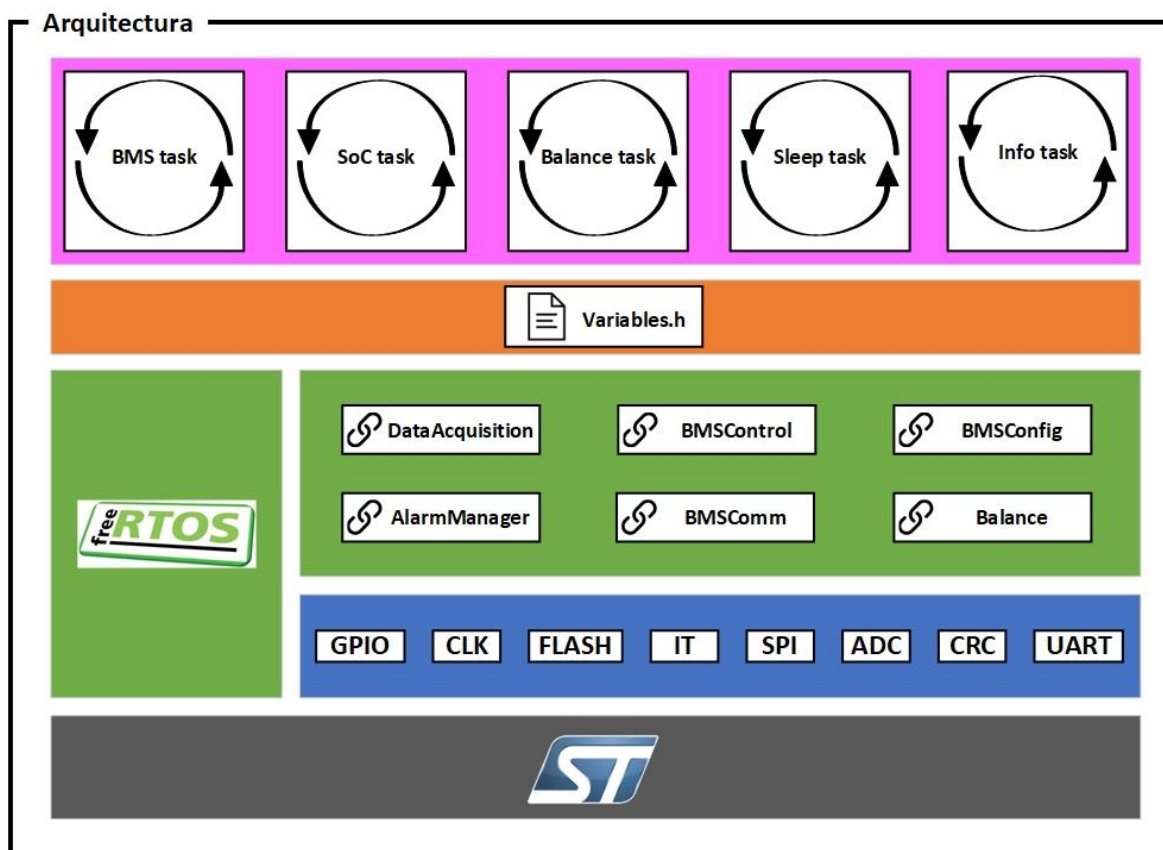 Arquitectura
BMS task
SoC task
Balance task
Sleep task
Info task
Variables.h
DataAcquisition
BMSControl
BMSConfig
AlarmManager
BMSComm
Balance
free RTOS
GPIO
CLK
FLASH
IT
SPI
ADC
CRC
UART
ST